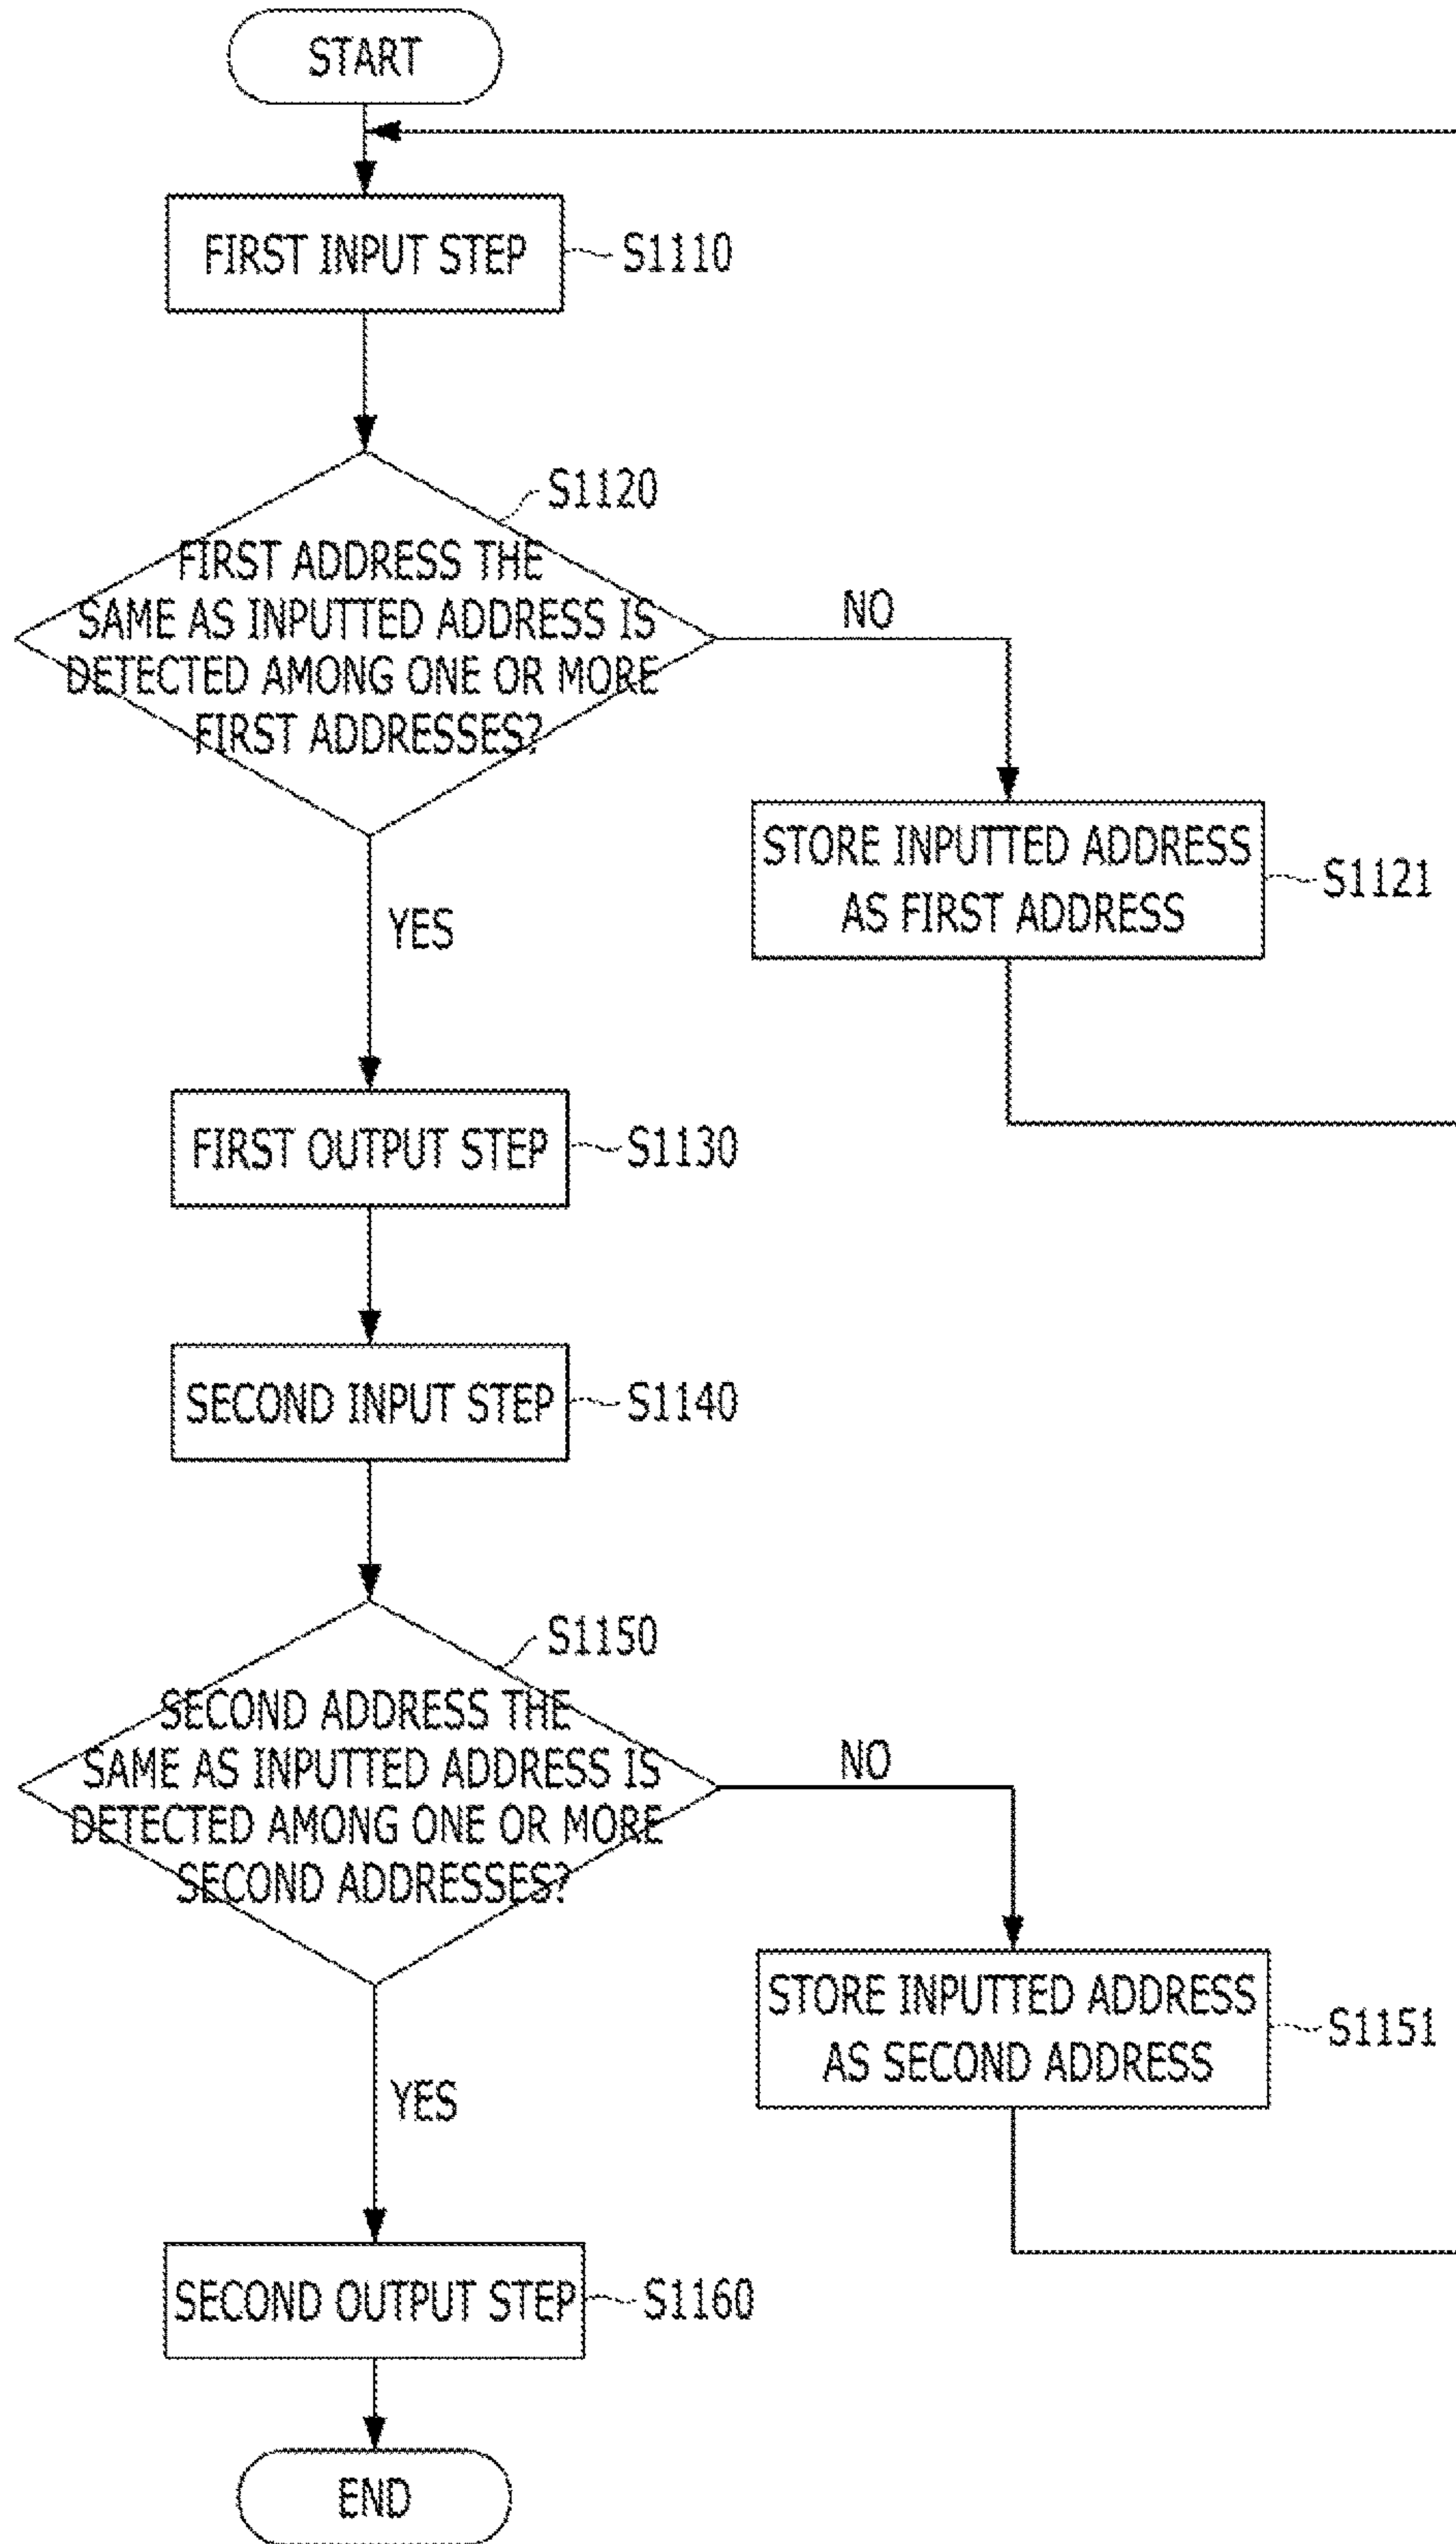 START
FIRST INPUT STEP
S1110
S1120
FIRST ADDRESS THE
SAME AS INPUTTED ADDRESS IS
DETECTED AMONG ONE OR MORE
FIRST ADDRESSES?
NO
STORE INPUTTED ADDRESS
AS FIRST ADDRESS
S1121
YES
FIRST OUTPUT STEP
S1130
SECOND INPUT STEP
S1140
S1150
SECOND ADDRESS THE
SAME AS INPUTTED ADDRESS IS
DETECTED AMONG ONE OR MORE
SECOND ADDRESSES?
NO
STORE INPUTTED ADDRESS
AS SECOND ADDRESS
S1151
YES
SECOND OUTPUT STEP
S1160
END